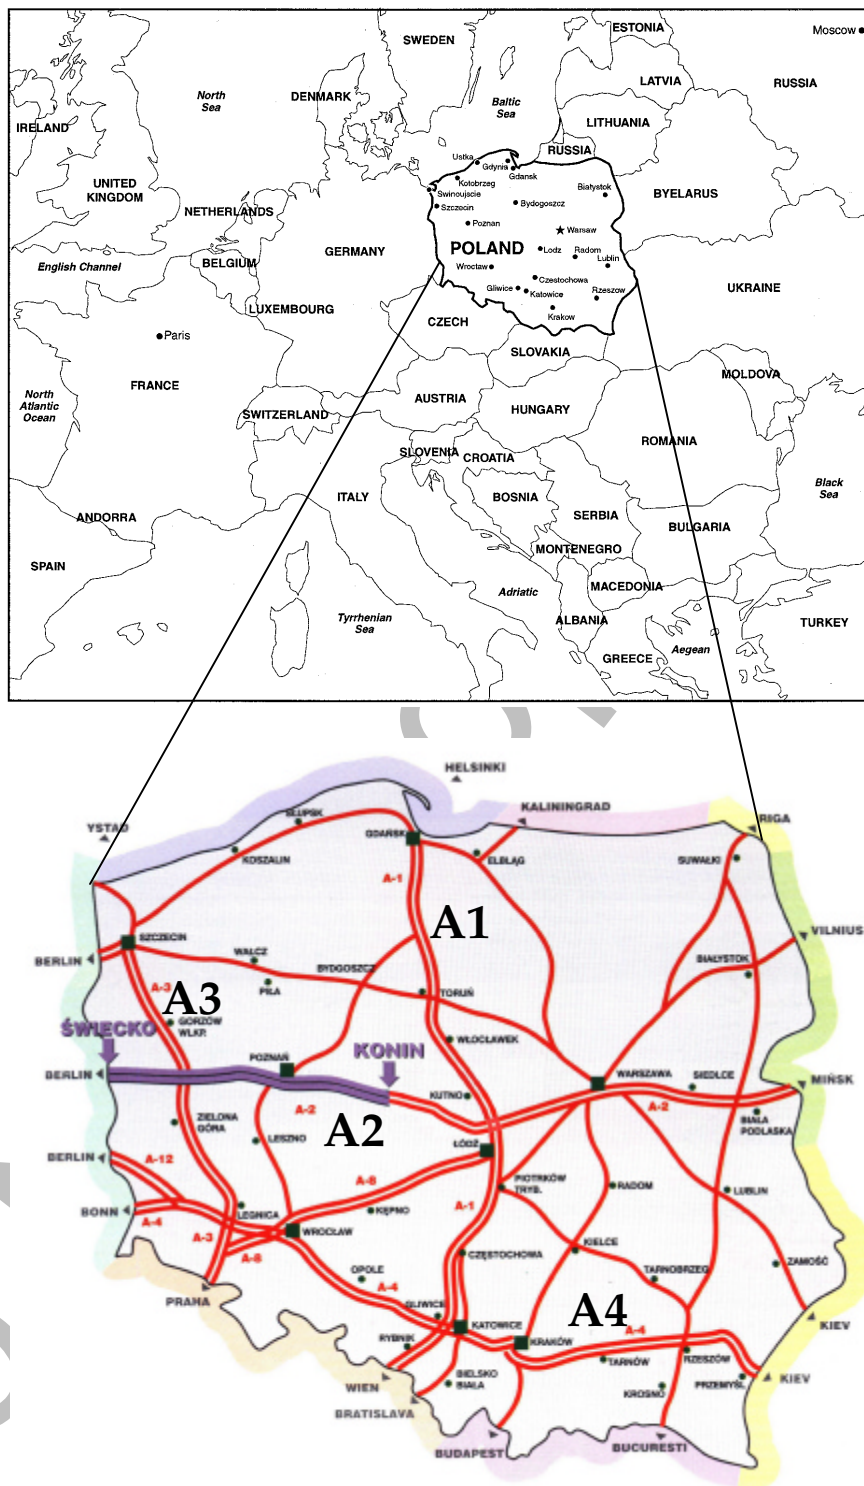 SWEDEN
ESTONIA
Moscow
LATVIA
RUSSIA
North
Sea
DENMARK
Baltic
Sea
IRELAND
LITHUANIA
RUSSIA
Ustka
Gdynia
Gdansk
UNITED
KINGDOM
Kotobrzeg
Swinoujscie
Białystok
BYELARUS
Szczecin
Bydgoszcz
NETHERLANDS
Poznan
Warsaw
GERMANY
POLAND
Lodz
Radom
Lublin
English Channel
BELGIUM
Wroctaw
Czestochowa
Gliwice
Katowice
Rzeszow
UKRAINE
LUXEMBOURG
Krakow
CZECH
Paris
SLOVAKIA
MOLDOVA
FRANCE
North
Atlantic
Ocean
AUSTRIA
SWITZERLAND
HUNGARY
ROMANIA
SLOVENIA
CROATIA
Black
Sea
ITALY
BOSNIA
SERBIA
ANDORRA
BULGARIA
MONTENEGRO
SPAIN
MACEDONIA
Adriatic
Tyrrhenian
Sea
ALBANIA
TURKEY
GREECE
Aegean
HELSINKI
KALININGRAD
SŁUPSK
RIGA
YSTAD
GDAŃSK
KOSZALIN
ELBLĄG
SUWAŁKI
A-1
A1
SZCZECIN
VILNIUS
BERLIN
WAŁCZ
BYDGOSZCZ
BIAŁYSTOK
A-3
A3
PIŁA
TORUŃ
GORZÓW
WLKP.
ŚWIECKO
WŁOCŁAWEK
POZNAŃ
KONIN
BERLIN
WARSZAWA
SIEDLCE
MIŃSK
KUTNO
A-2
A-2
ZIELONA
GÓRA
A2
BIAŁA
PODLASKA
LESZNO
ŁÓDŹ
BERLIN
A-12
A-8
PIOTRKÓW
TRYB.
RADOM
LUBLIN
BONN
A-4
LEGNICA
KĘPNO
A-1
A-3
WROCŁAW
A-8
CZĘSTOCHOWA
KIELCE
ZAMOŚĆ
OPOLE
TARNOBRZEG
A-4
PRAHA
GLIWICE
A4
KATOWICE
KIEV
RYBNIK
KRAKÓW
A-4
TARNÓW
RZESZÓW
WIEN
BIELSKO
BIAŁA
KROSNO
PRZEMYŚL
KIEV
BRATISLAVA
BUDAPEST
BUCURESTI